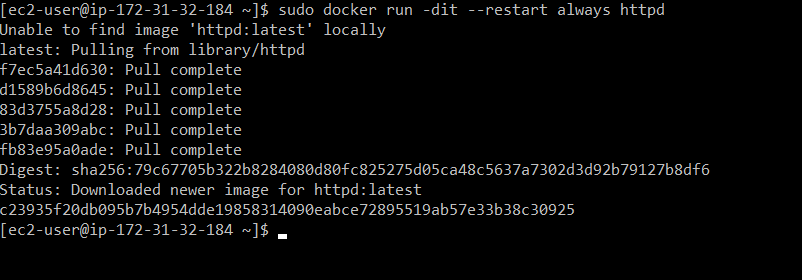 [ec2-user@ip-172-31-32-184 ~]$ sudo docker run -dit --restart always httpd
Unable to find image 'httpd:latest' locally
latest: Pulling from library/httpd
f7ec5a41d630: Pull complete
d1589b6d8645: Pull complete
83d3755a8d28: Pull complete
3b7daa309abc: Pull complete
fb83e95a0ade: Pull complete
Digest: sha256:79c67705b322b8284080d80fc825275d05ca48c5637a7302d3d92b79127b8df6
Status: Downloaded newer image for httpd:latest
c23935f20db095b7b4954dde19858314090eabce72895519ab57e33b38c30925
[ec2-user@ip-172-31-32-184 ~]$